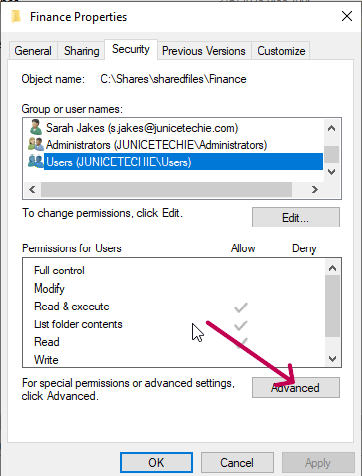 Finance Properties
General Sharing Security Previous Versions Customize
Object name: C:\Shares\sharedfiles\Finance
Group or user names:
Sarah Jakes (s.jakes@junicetechie.com)
Administrators (JUNICETECHIE\Administrators)
Users (JUNICETECHIE\Users)
To change permissions, click Edit.
Edit...
Permissions for Users Allow Deny
Full control
Modify
Read & execute
List folder contents
Read
Write
For special permissions or advanced settings,
click Advanced.
Advanced
OK Cancel Apply